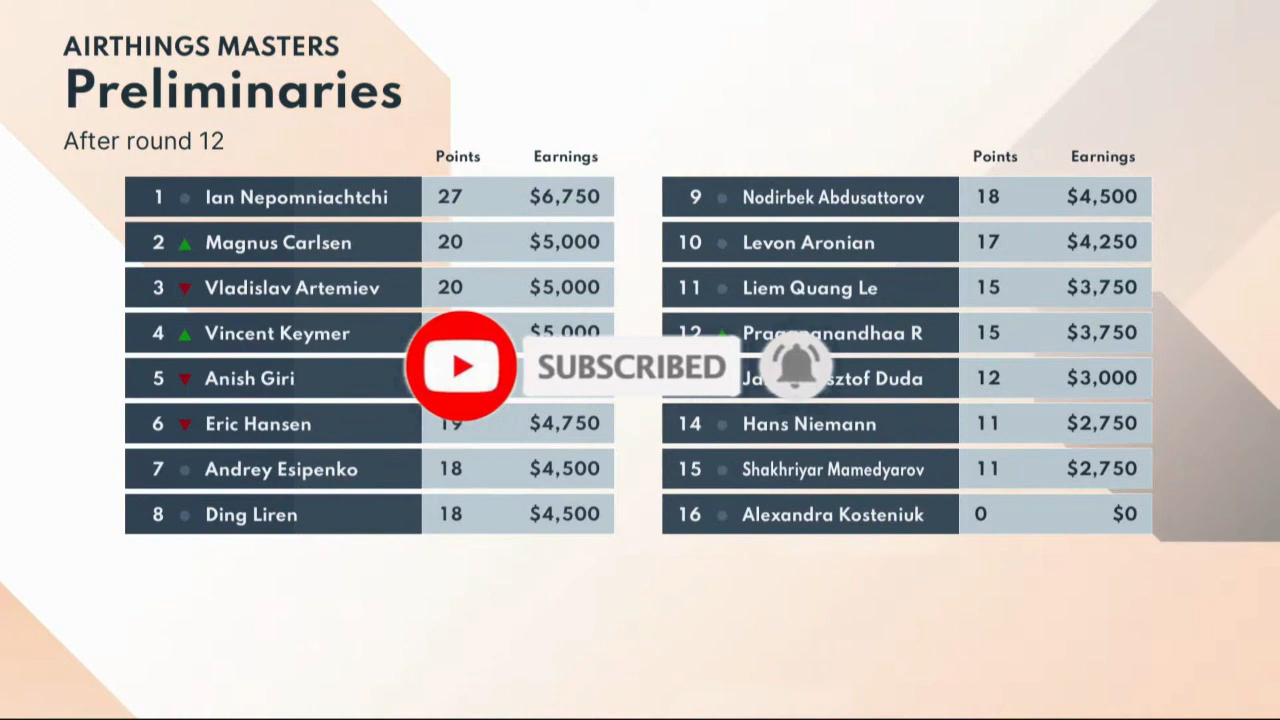 AIRTHINGS MASTERS
Preliminaries
After round 12
Points Earnings
1 Ian Nepomniachtchi 27 $6,750
2 Magnus Carlsen 20 $5,000
3 Vladislav Artemiev 20 $5,000
4 Vincent Keymer $5,000
5 Anish Giri
6 Eric Hansen 19 $4,750
7 Andrey Esipenko 18 $4,500
8 Ding Liren 18 $4,500
Points Earnings
9 Nodirbek Abdusattorov 18 $4,500
10 Levon Aronian 17 $4,250
11 Liem Quang Le 15 $3,750
12 Praggnanandhaa R 15 $3,750
Duda 12 $3,000
14 Hans Niemann 11 $2,750
15 Shakhriyar Mamedyarov 11 $2,750
16 Alexandra Kosteniuk 0 $0
SUBSCRIBED